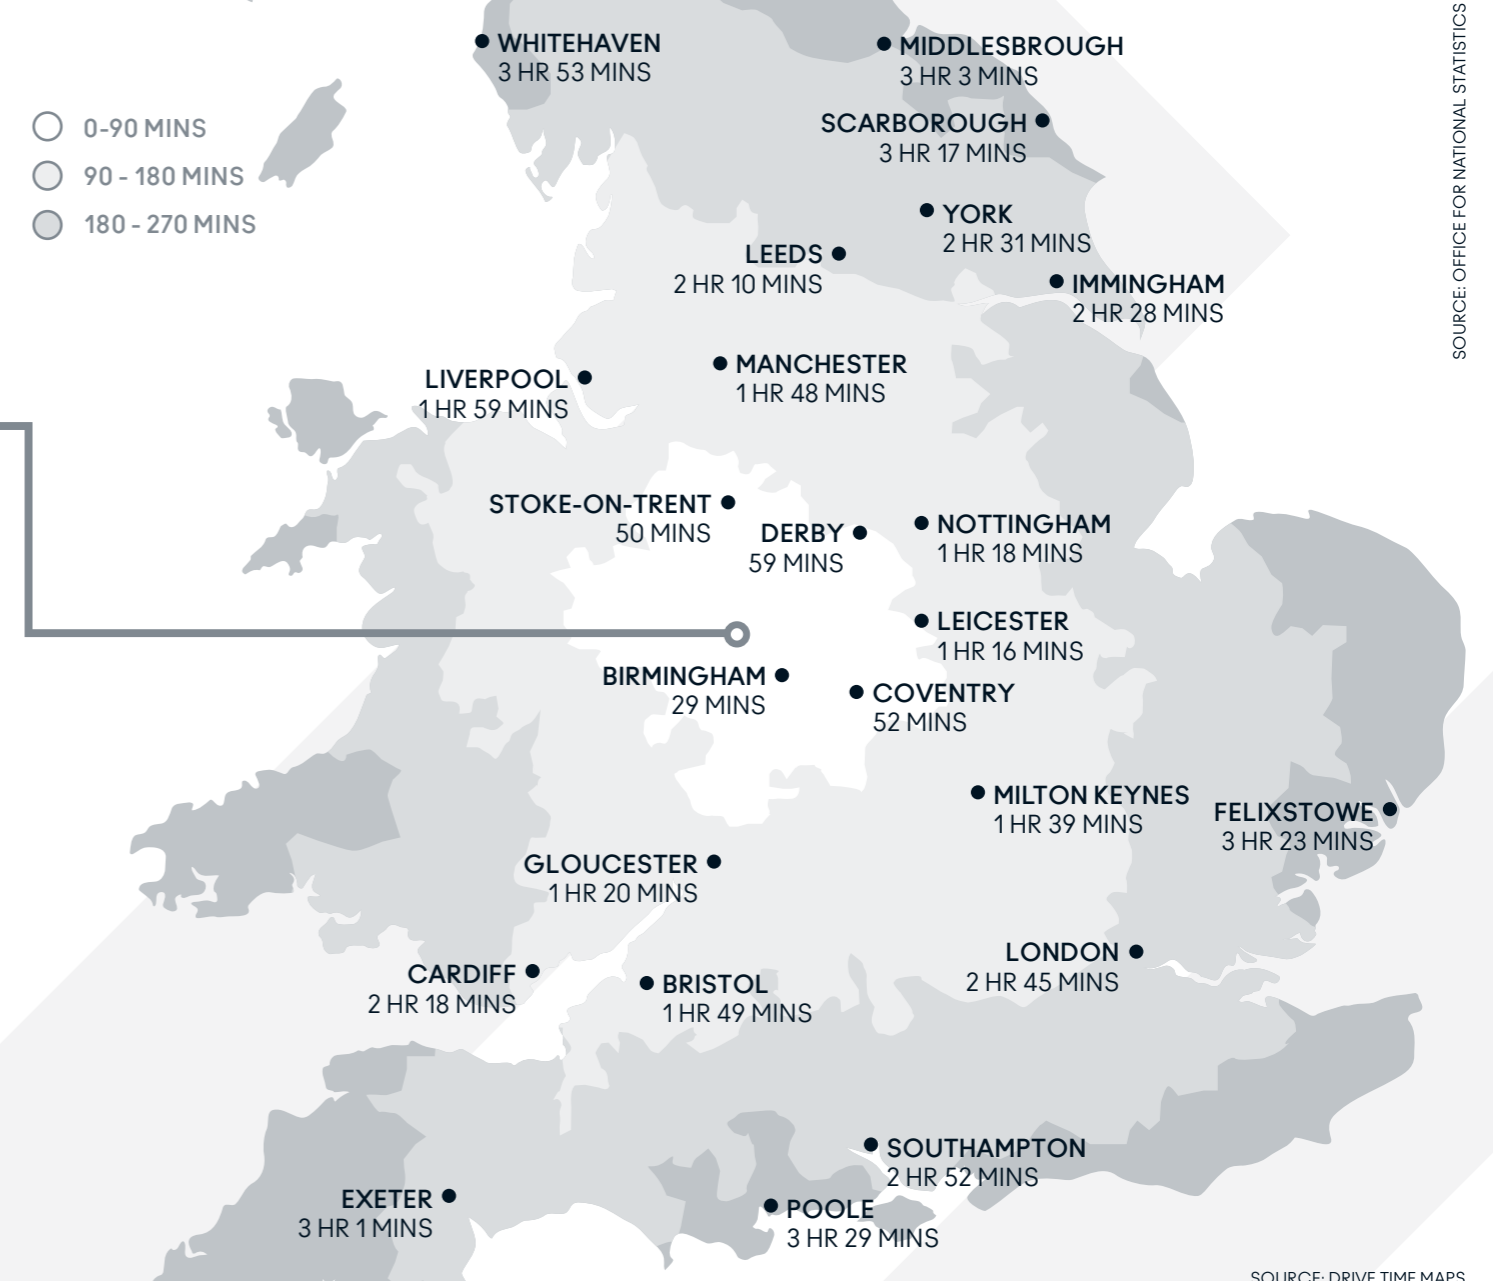 WHITEHAVEN
3 HR 53 MINS
MIDDLESBROUGH
3 HR 3 MINS
0-90 MINS
90 - 180 MINS
180 - 270 MINS
SCARBOROUGH
3 HR 17 MINS
YORK
2 HR 31 MINS
LEEDS
2 HR 10 MINS
IMMINGHAM
2 HR 28 MINS
SOURCE: OFFICE FOR NATIONAL STATISTICS
MANCHESTER
1 HR 48 MINS
LIVERPOOL
1 HR 59 MINS
STOKE-ON-TRENT
50 MINS
DERBY
59 MINS
NOTTINGHAM
1 HR 18 MINS
LEICESTER
1 HR 16 MINS
BIRMINGHAM
29 MINS
COVENTRY
52 MINS
MILTON KEYNES
1 HR 39 MINS
FELIXSTOWE
3 HR 23 MINS
GLOUCESTER
1 HR 20 MINS
LONDON
2 HR 45 MINS
CARDIFF
2 HR 18 MINS
BRISTOL
1 HR 49 MINS
SOUTHAMPTON
2 HR 52 MINS
EXETER
3 HR 1 MINS
POOLE
3 HR 29 MINS
SOURCE: DRIVE TIME MAPS